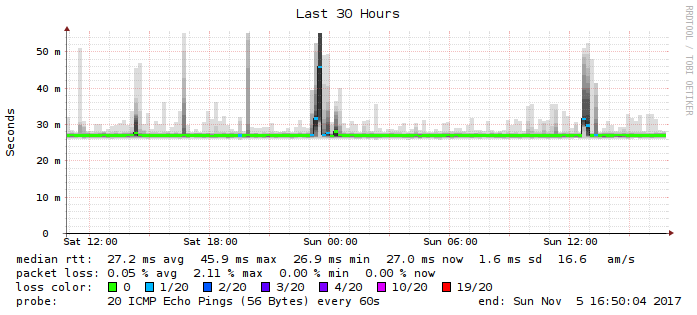 Last 30 Hours
RRDTOOL / TOBI OETIKER
Seconds
50 m
40 m
30 m
20 m
10 m
0
Sat 12:00 Sat 18:00 Sun 00:00 Sun 06:00 Sun 12:00
median rtt: 27.2 ms avg 45.9 ms max 26.9 ms min 27.0 ms now 1.6 ms sd 16.6 am/s
packet loss: 0.05 % avg 2.11 % max 0.00 % min 0.00 % now
loss color: 0 1/20 2/20 3/20 4/20 10/20 19/20
probe: 20 ICMP Echo Pings (56 Bytes) every 60s end: Sun Nov 5 16:50:04 2017